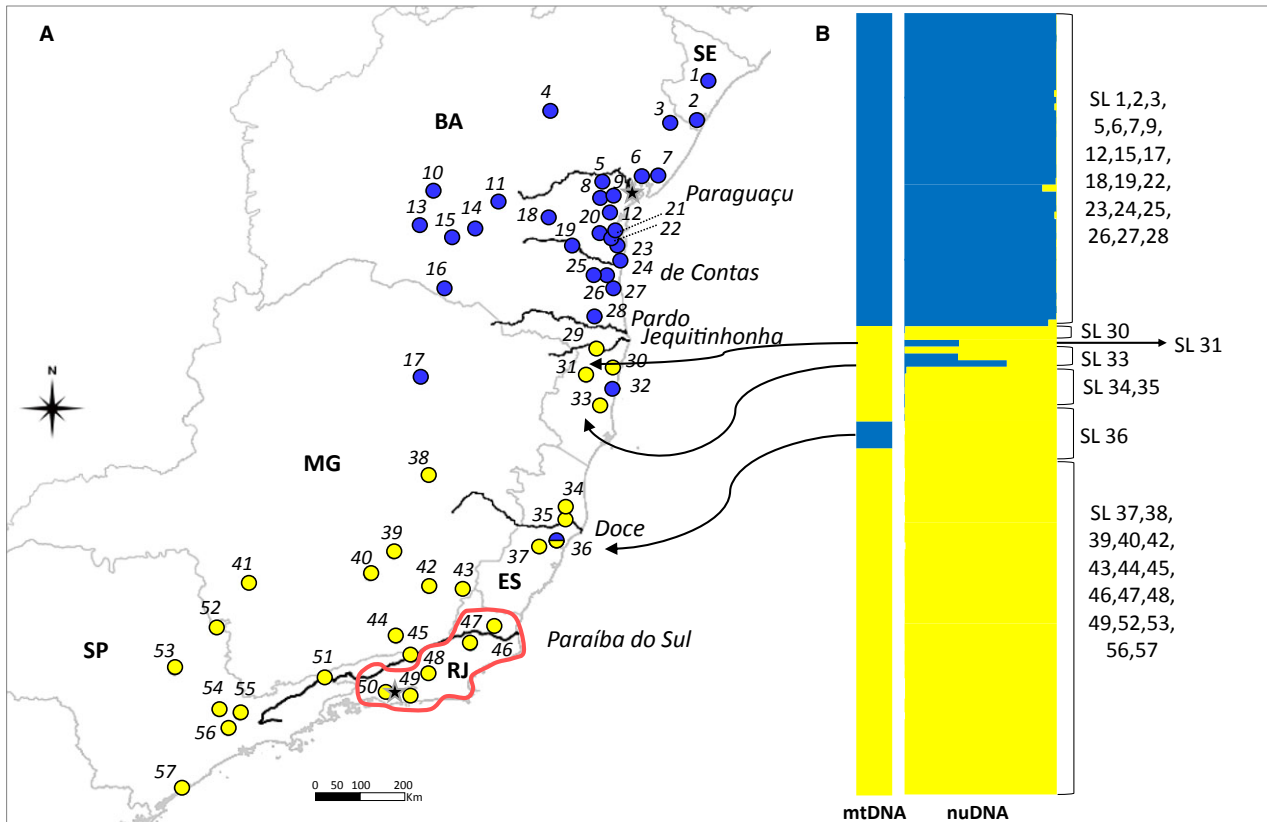 A
B
SE
1
2
3
4
BA
5
6
7
8
9
10
11
Paraguaçu
12
13
14
15
18
20
21
22
19
23
16
24
de Contas
25
26
27
28
Pardo
29
Jequitinhonha
17
31
30
32
33
N
MG
38
34
35
Doce
39
36
37
40
41
42
43
ES
52
44
45
47
Paraíba do Sul
46
SP
53
51
48
RJ
50
49
54
55
56
57
0 50 100 200
Km
SL 1,2,3,
5,6,7,9,
12,15,17,
18,19,22,
23,24,25,
26,27,28
SL 30
SL 31
SL 33
SL 34,35
SL 36
SL 37,38,
39,40,42,
43,44,45,
46,47,48,
49,52,53,
56,57
mtDNA nuDNA